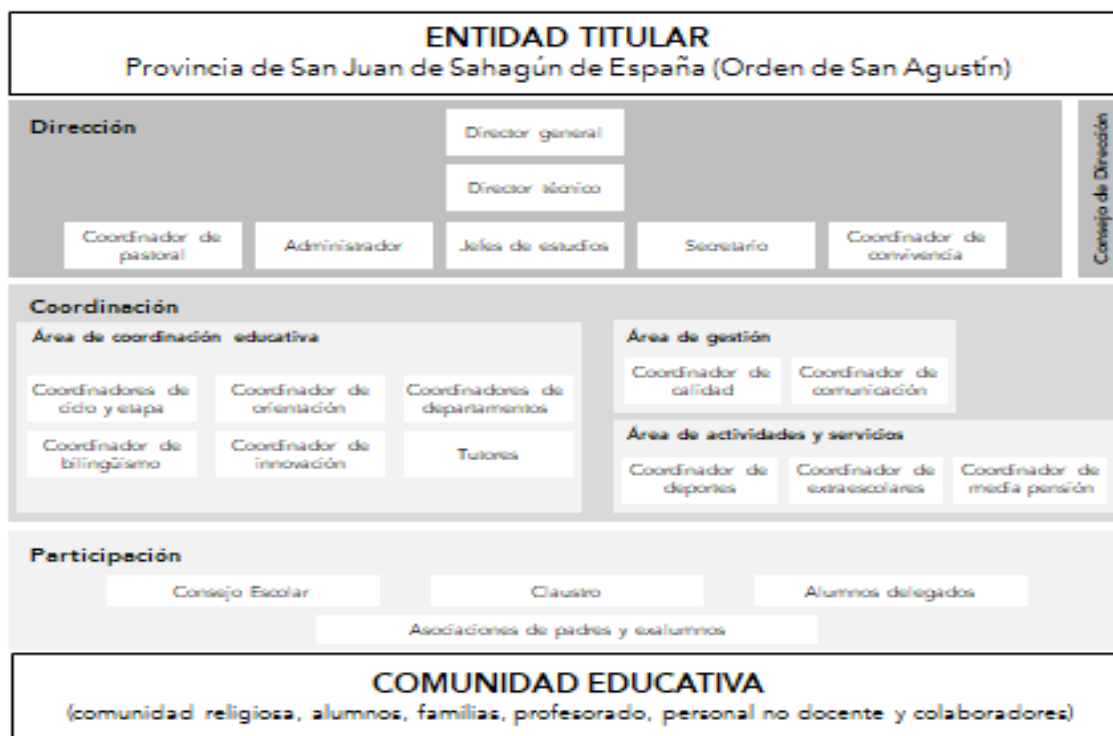 ENTIDAD TITULAR
Provincia de San Juan de Sahagún de España (Orden de San Agustín)
Dirección
Consejo de Dirección
Director general
Director técnico
Coordinador de
pastoral
Administrador
Jefes de estudios
Secretario
Coordinador de
convivencia
Coordinación
Área de coordinación educativa
Coordinadores de
ciclo y etapa
Coordinador de
orientación
Coordinadores de
departamentos
Coordinador de
bilingüismo
Coordinador de
innovación
Tutores
Área de gestión
Coordinador de
calidad
Coordinador de
comunicación
Área de actividades y servicios
Coordinador de
deportes
Coordinador de
extraescolares
Coordinador de
media pensión
Participación
Consejo Escolar
Claustro
Alumnos delegados
Asociaciones de padres y exalumnos
COMUNIDAD EDUCATIVA
(comunidad religiosa, alumnos, familias, profesorado, personal no docente y colaboradores)